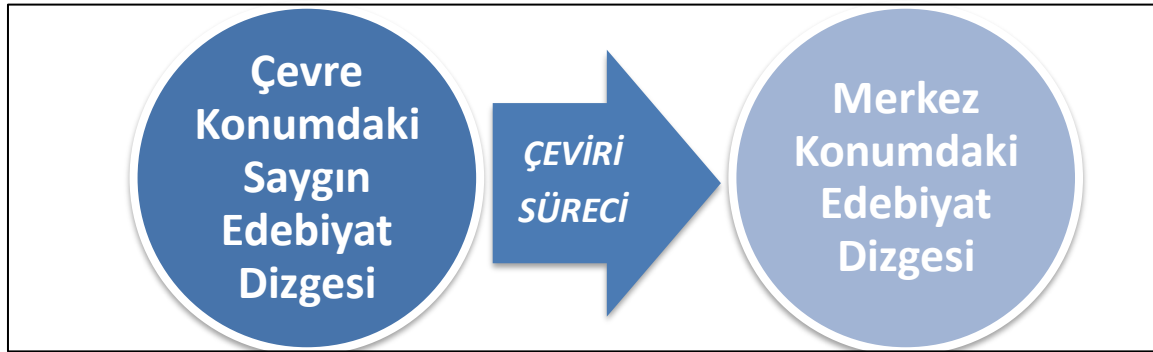 Çevre
Konumdaki
Saygın
Edebiyat
Dizgesi
ÇEVİRİ
SÜRECİ
Merkez
Konumdaki
Edebiyat
Dizgesi